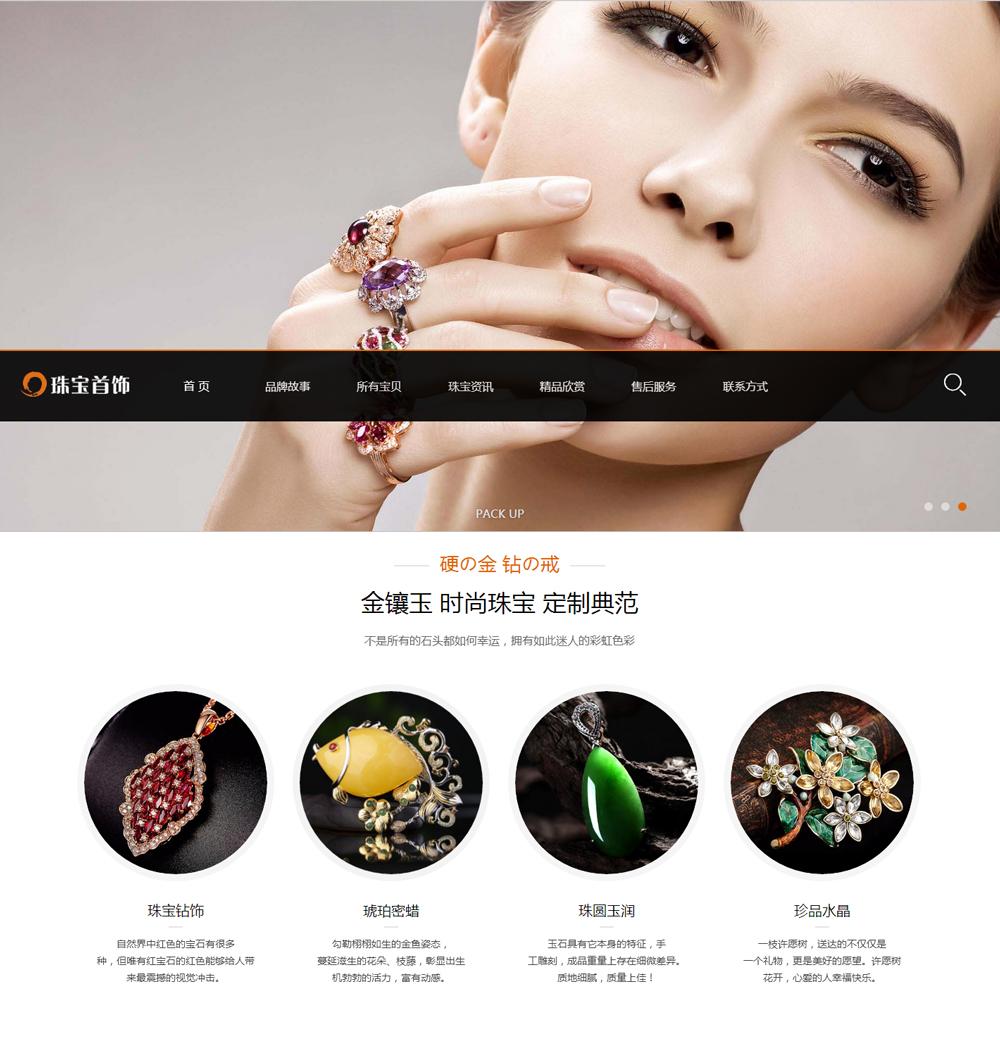 珠宝首饰 首 页 品牌故事 所有宝贝 珠宝资讯 精品欣赏 售后服务 联系方式
PACK UP
硬の金 钻の戒
金镶玉 时尚珠宝 定制典范
不是所有的石头都如何幸运，拥有如此迷人的彩虹色彩
珠宝钻饰
自然界中红色的宝石有很多
种，但唯有红宝石的红色能够给人带
来最震撼的视觉冲击。
琥珀密蜡
勾勒栩栩如生的金鱼姿态，
蔓延滋生的花朵、枝藤，彰显出生
机勃勃的活力，富有动感。
珠圆玉润
玉石具有它本身的特征，手
工雕刻，成品重量上存在细微差异。
质地细腻，质量上佳！
珍品水晶
一枝许愿树，送达的不仅仅是
一个礼物，更是美好的愿望。许愿树
花开，心爱的人幸福快乐。